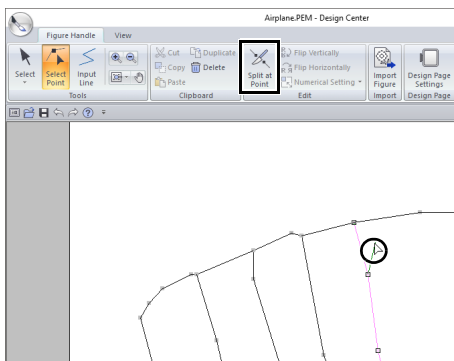 Airplane.PEM - Design Center
Figure Handle View
Select
Select Point
Input Line
Tools
Cut Duplicate
Copy Delete
Paste
Clipboard
Split at Point
Flip Vertically
Flip Horizontally
Numerical Setting
Edit
Import Figure
Import
Design Page Settings
Design Page